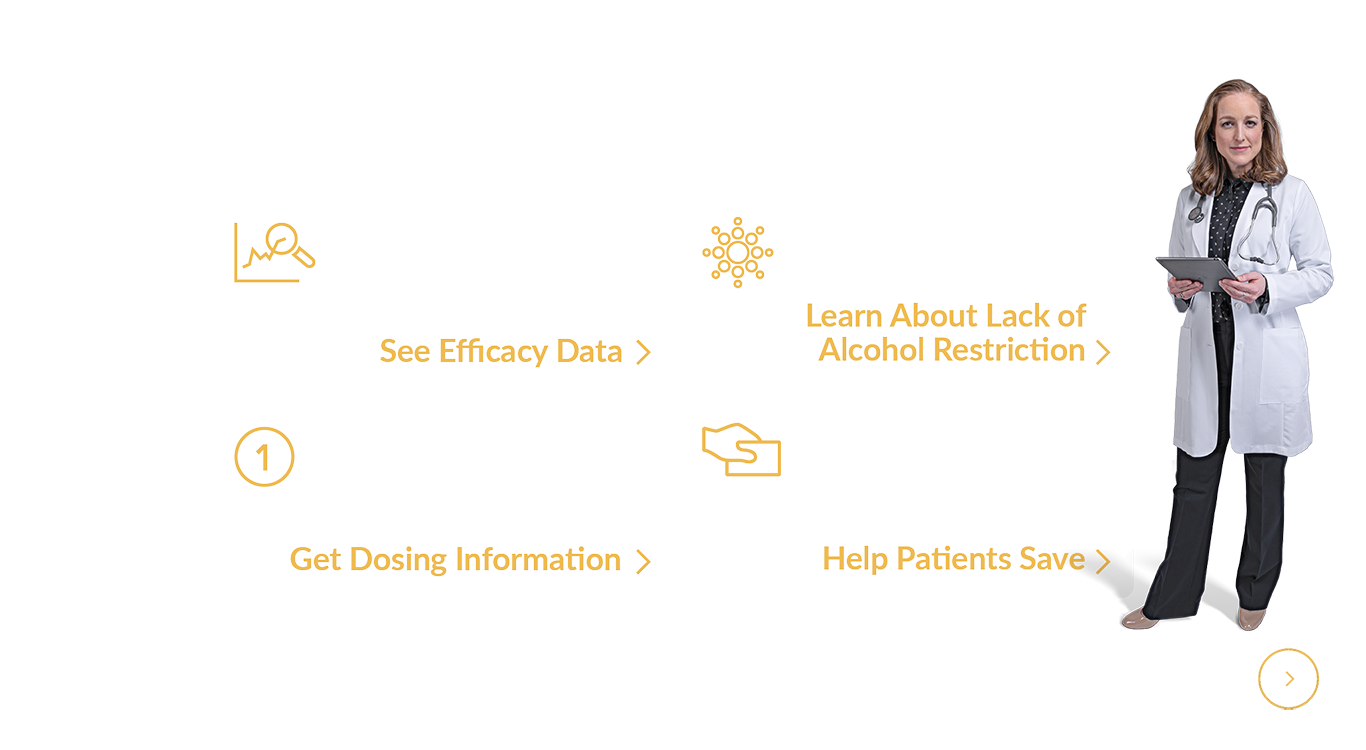 See Efficacy Data
Learn About Lack of
Alcohol Restriction
1
Get Dosing Information
Help Patients Save